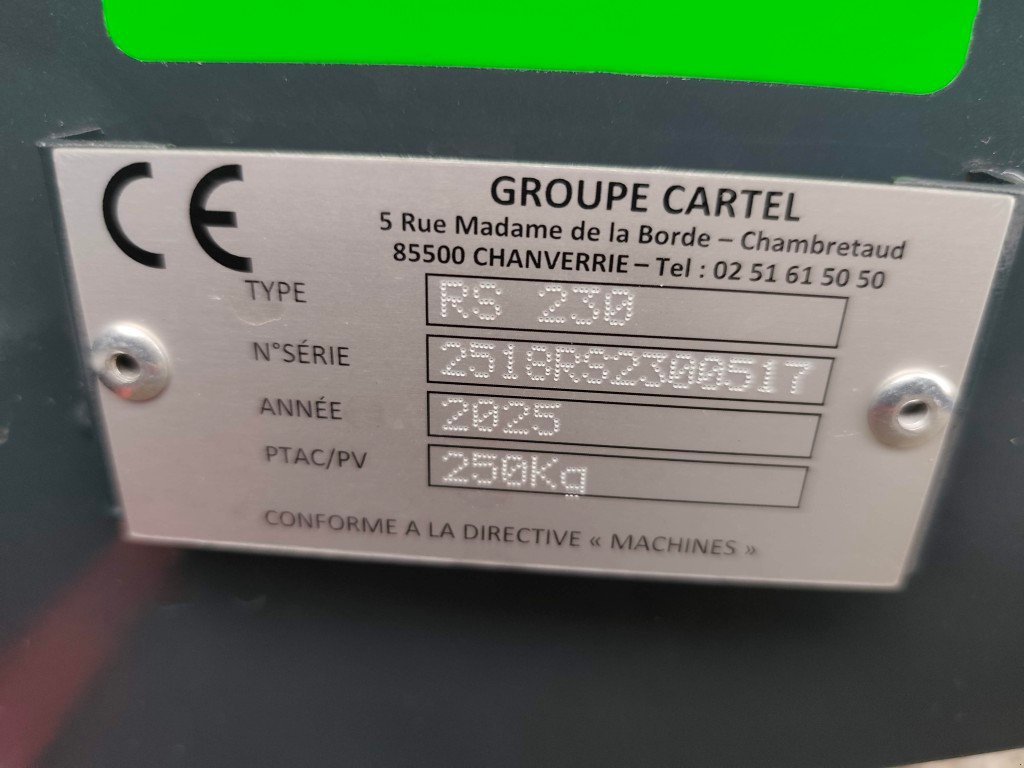 CE
GROUPE CARTEL
5 Rue Madame de la Borde – Chambretaud
85500 CHANVERRIE – Tel : 02 51 61 50 50
TYPE RS 230
N°SÉRIE 2518RS2300517
ANNÉE 2025
PTAC/PV 250Kg
CONFORME A LA DIRECTIVE « MACHINES »